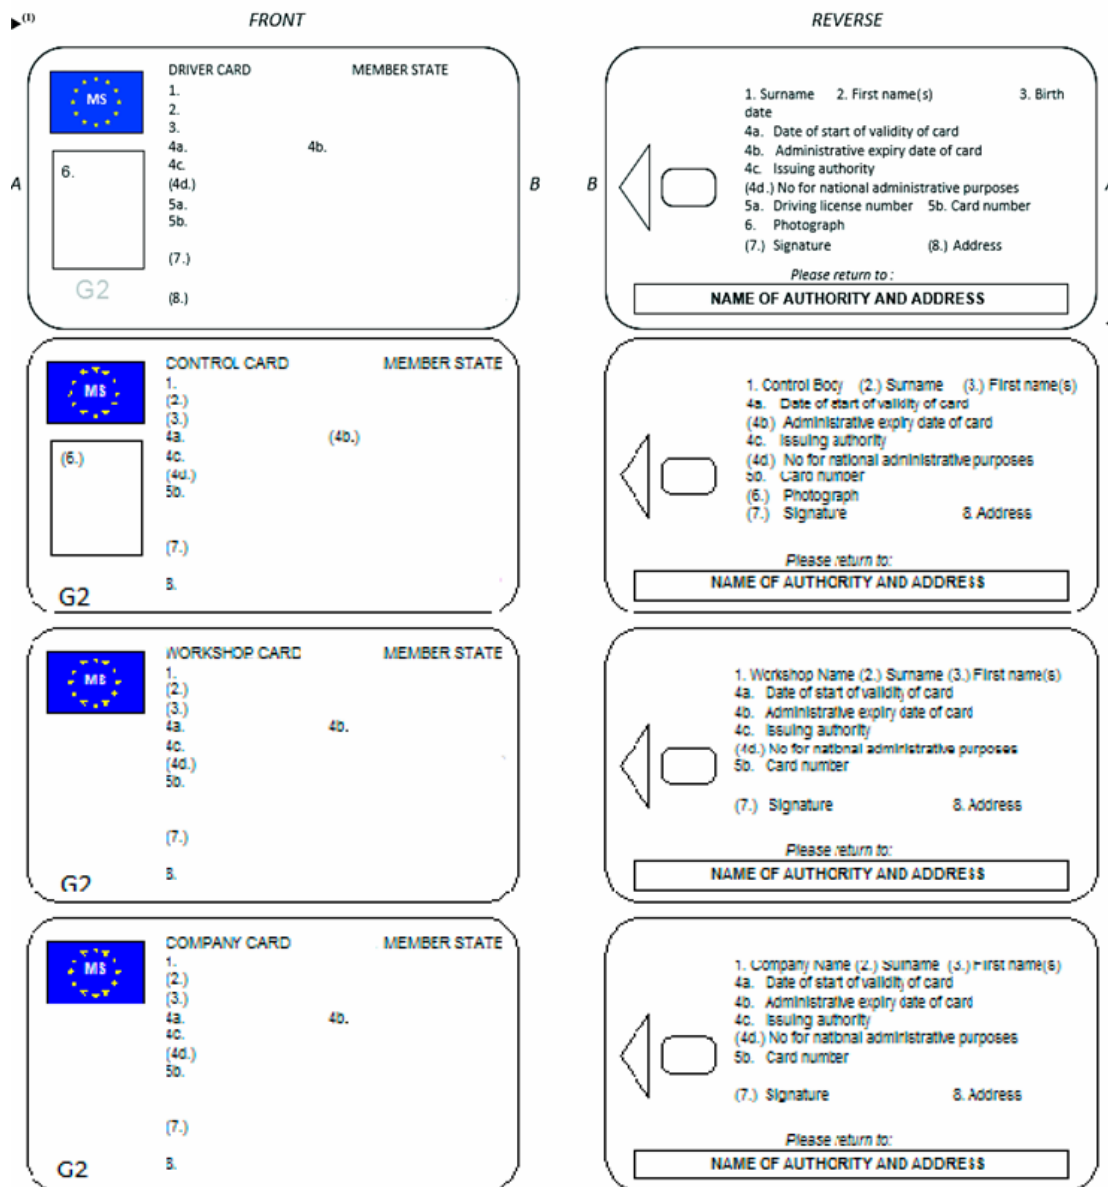 ▶(1) FRONT REVERSE
DRIVER CARD MEMBER STATE
MS
1.
2.
3.
4a. 4b.
4c.
(4d.)
5a.
5b.
6.
(7.)
(8.)
G2
A B
B A
1. Surname 2. First name(s) 3. Birth
date
4a. Date of start of validity of card
4b. Administrative expiry date of card
4c. Issuing authority
(4d.) No for national administrative purposes
5a. Driving license number 5b. Card number
6. Photograph
(7.) Signature (8.) Address
Please return to :
NAME OF AUTHORITY AND ADDRESS
CONTROL CARD MEMBER STATE
MS
1.
(2.)
(3.)
4a. (4b.)
4c.
(4d.)
5b.
(6.)
(7.)
8.
G2
1. Control Body (2.) Surname (3.) First name(s)
4a. Date of start of validity of card
(4b) Administrative expiry date of card
4c. Issuing authority
(4d) No for national administrative purposes
5b. Card number
(6.) Photograph
(7.) Signature 8. Address
Please return to:
NAME OF AUTHORITY AND ADDRESS
WORKSHOP CARD MEMBER STATE
MS
1.
(2.)
(3.)
4a. 4b.
4c.
(4d.)
5b.
(7.)
8.
G2
1. Workshop Name (2.) Surname (3.) First name(s)
4a. Date of start of validity of card
4b. Administrative expiry date of card
4c. Issuing authority
(4d.) No for national administrative purposes
5b. Card number
(7.) Signature 8. Address
Please return to:
NAME OF AUTHORITY AND ADDRESS
COMPANY CARD MEMBER STATE
MS
1.
(2.)
(3.)
4a. 4b.
4c.
(4d.)
5b.
(7.)
8.
G2
1. Company Name (2.) Surname (3.) First name(s)
4a. Date of start of validity of card
4b. Administrative expiry date of card
4c. Issuing authority
(4d.) No for national administrative purposes
5b. Card number
(7.) Signature 8. Address
Please return to:
NAME OF AUTHORITY AND ADDRESS